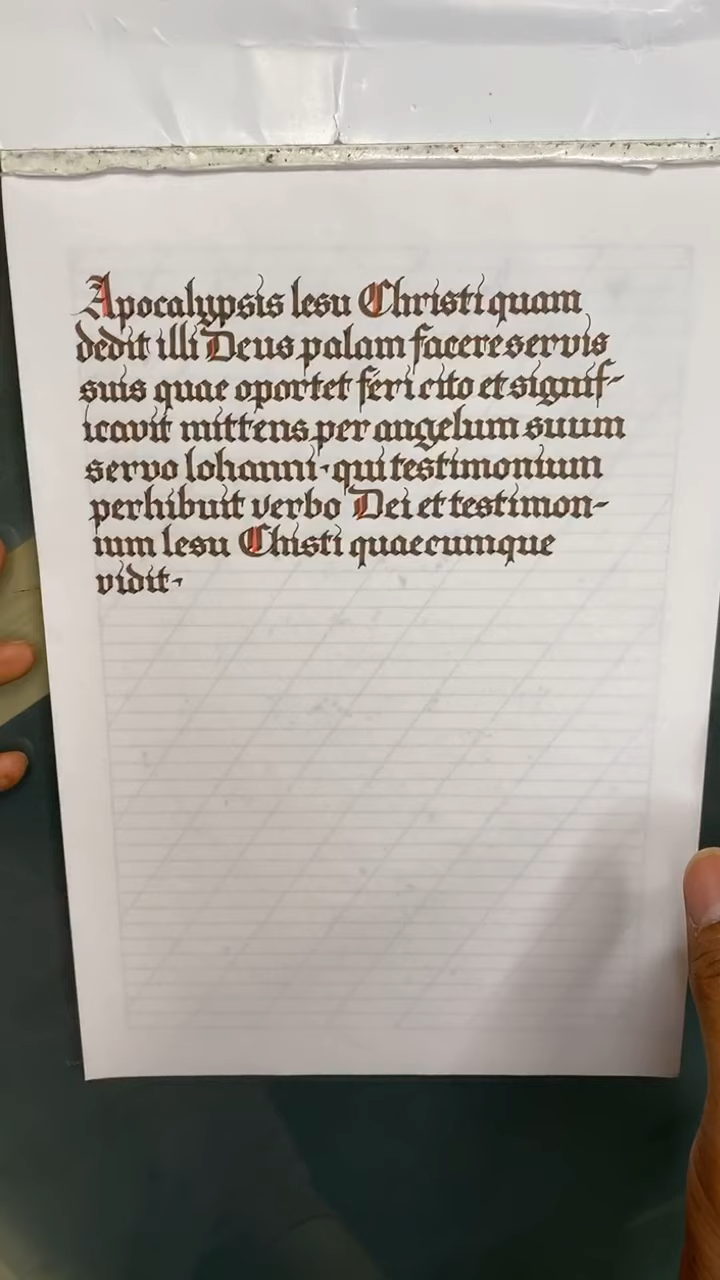 Apocalypsis Iesu Christi quam
dedit illi Deus palam facere servis
suis quae oportet feri cito et signif-
icavit mittens per angelum suum
servo Iohanni· qui testimonium
perhibuit verbo Dei et testimon-
ium Iesu Chisti quaecumque
vidit·